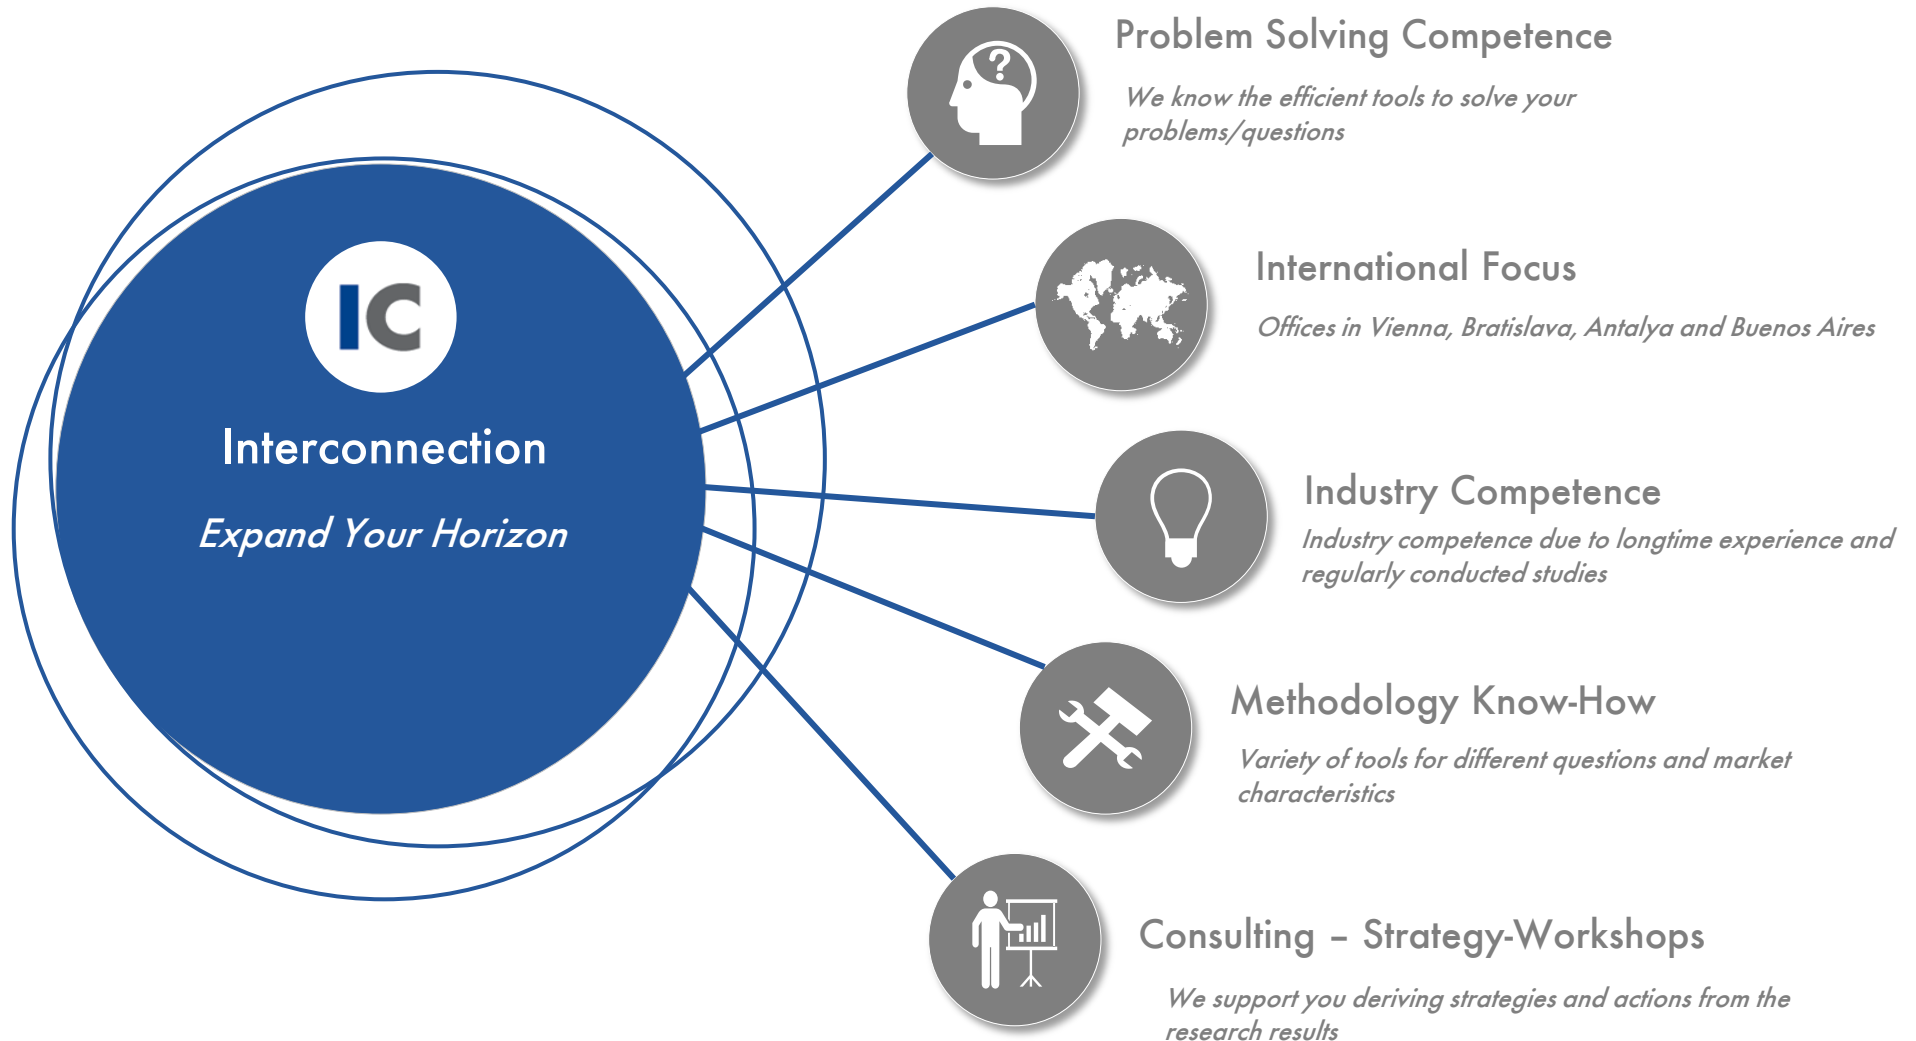 IC
Interconnection
Expand Your Horizon
?
Problem Solving Competence
We know the efficient tools to solve your
problems/questions
International Focus
Offices in Vienna, Bratislava, Antalya and Buenos Aires
Industry Competence
Industry competence due to longtime experience and
regularly conducted studies
Methodology Know-How
Variety of tools for different questions and market
characteristics
Consulting – Strategy-Workshops
We support you deriving strategies and actions from the
research results